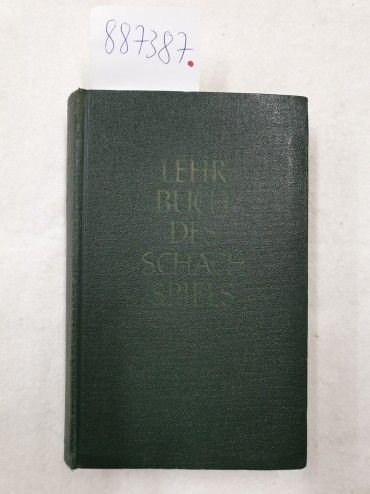 887387.
LEHR
BUCH
DES
SCHACH
SPIELS